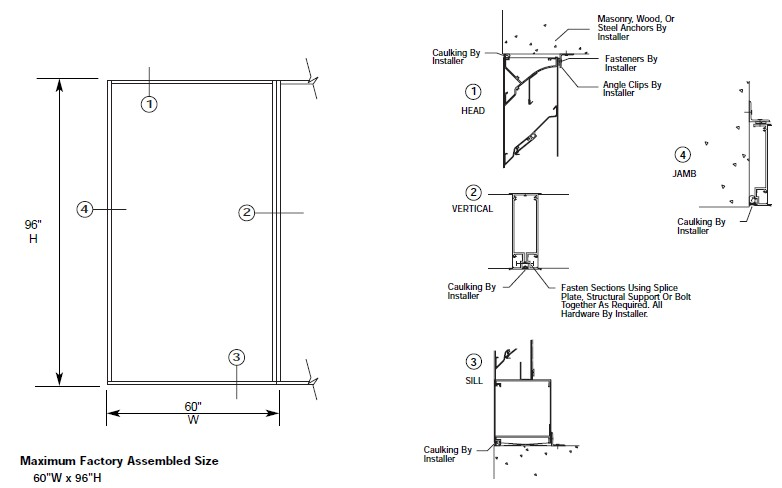 Masonry, Wood, Or
Steel Anchors By
Installer
Caulking By
Installer
Fasteners By
Installer
Angle Clips By
Installer
1
HEAD
1
4
JAMB
Caulking By
Installer
2
VERTICAL
4
2
96"
H
Caulking By
Installer
Fasten Sections Using Splice
Plate, Structural Support Or Bolt
Together As Required. All
Hardware By Installer.
3
3
SILL
60"
W
Caulking By
Installer
Maximum Factory Assembled Size
60"W x 96"H